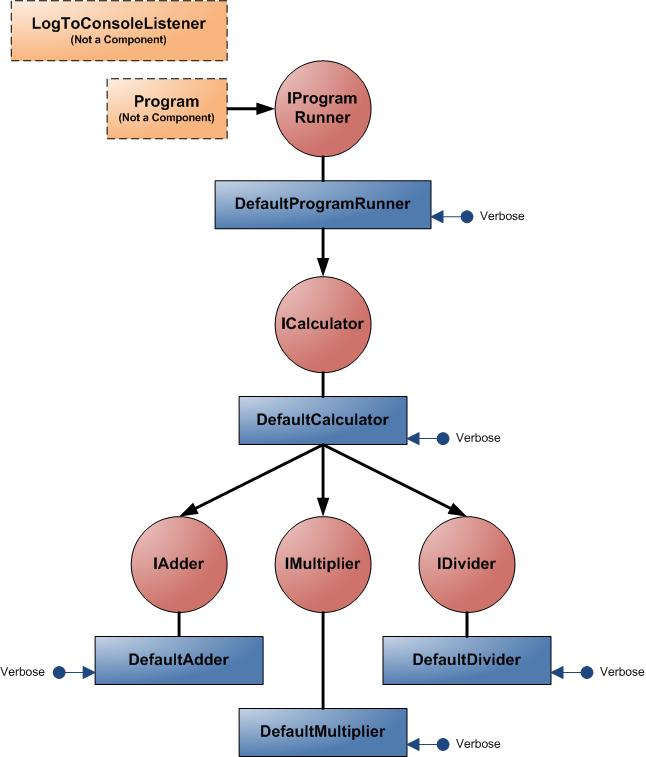 LogToConsoleListener
(Not a Component)
Program
(Not a Component)
IProgram
Runner
DefaultProgramRunner
Verbose
ICalculator
DefaultCalculator
Verbose
IAdder
IMultiplier
IDivider
DefaultAdder
DefaultDivider
Verbose
Verbose
DefaultMultiplier
Verbose